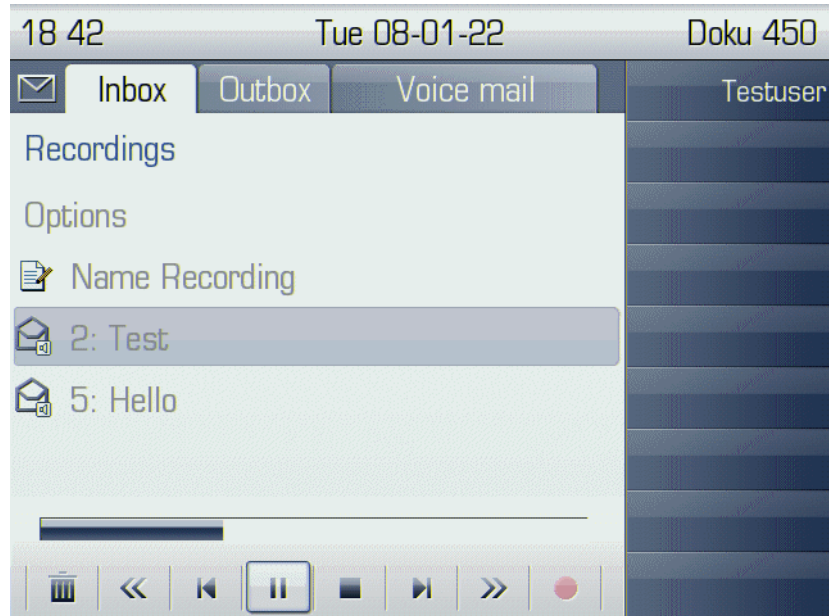 18 42 Tue 08-01-22 Doku 450
Inbox Outbox Voice mail Testuser
Recordings
Options
Name Recording
2: Test
5: Hello